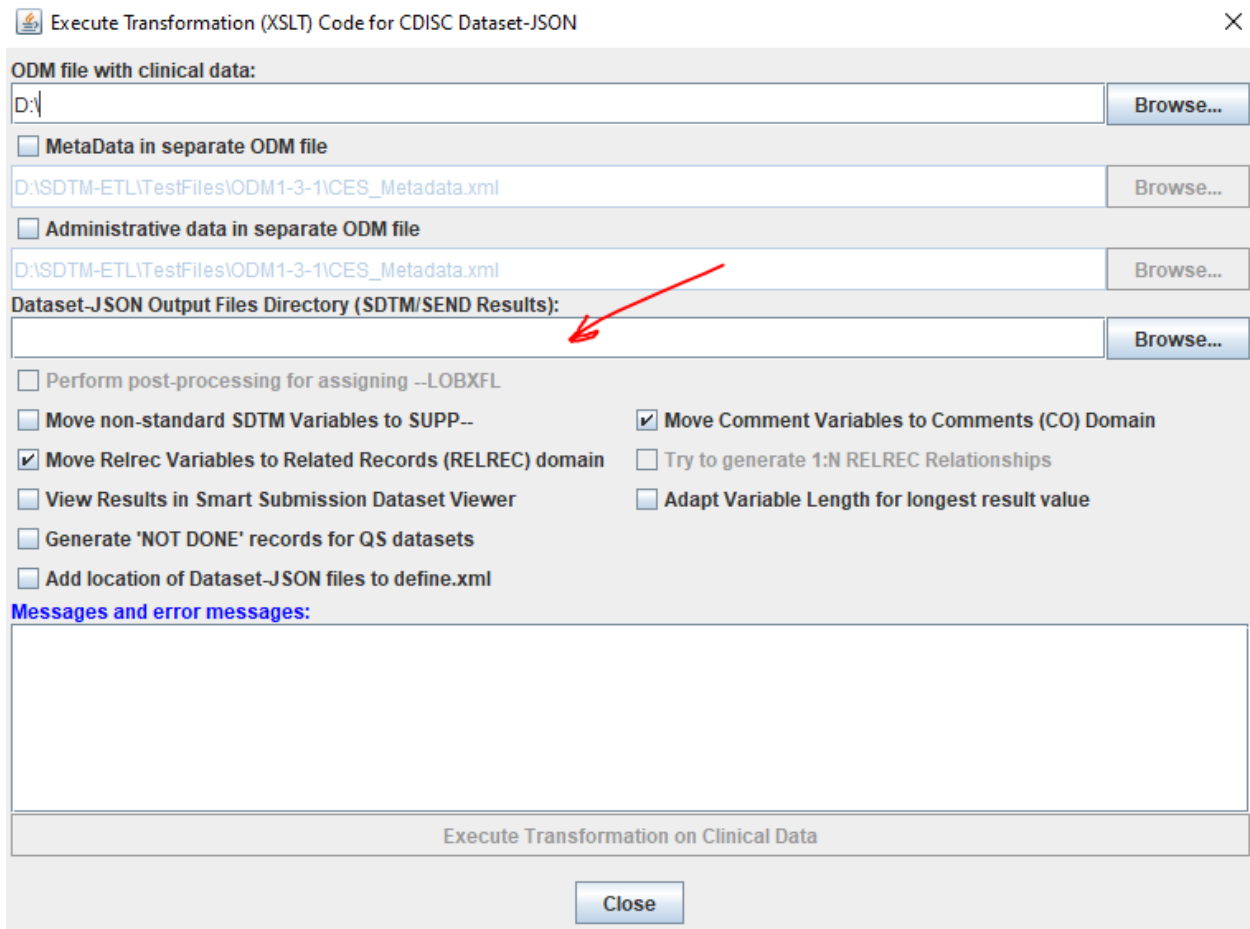 Execute Transformation (XSLT) Code for CDISC Dataset-JSON
ODM file with clinical data:
D:\
Browse...
MetaData in separate ODM file
D:\SDTM-ETL\TestFiles\ODM1-3-1\CES_Metadata.xml
Browse...
Administrative data in separate ODM file
D:\SDTM-ETL\TestFiles\ODM1-3-1\CES_Metadata.xml
Browse...
Dataset-JSON Output Files Directory (SDTM/SEND Results):
Browse...
Perform post-processing for assigning --LOBXFL
Move non-standard SDTM Variables to SUPP--
Move Comment Variables to Comments (CO) Domain
Move Relrec Variables to Related Records (RELREC) domain
Try to generate 1:N RELREC Relationships
View Results in Smart Submission Dataset Viewer
Adapt Variable Length for longest result value
Generate 'NOT DONE' records for QS datasets
Add location of Dataset-JSON files to define.xml
Messages and error messages:
Execute Transformation on Clinical Data
Close